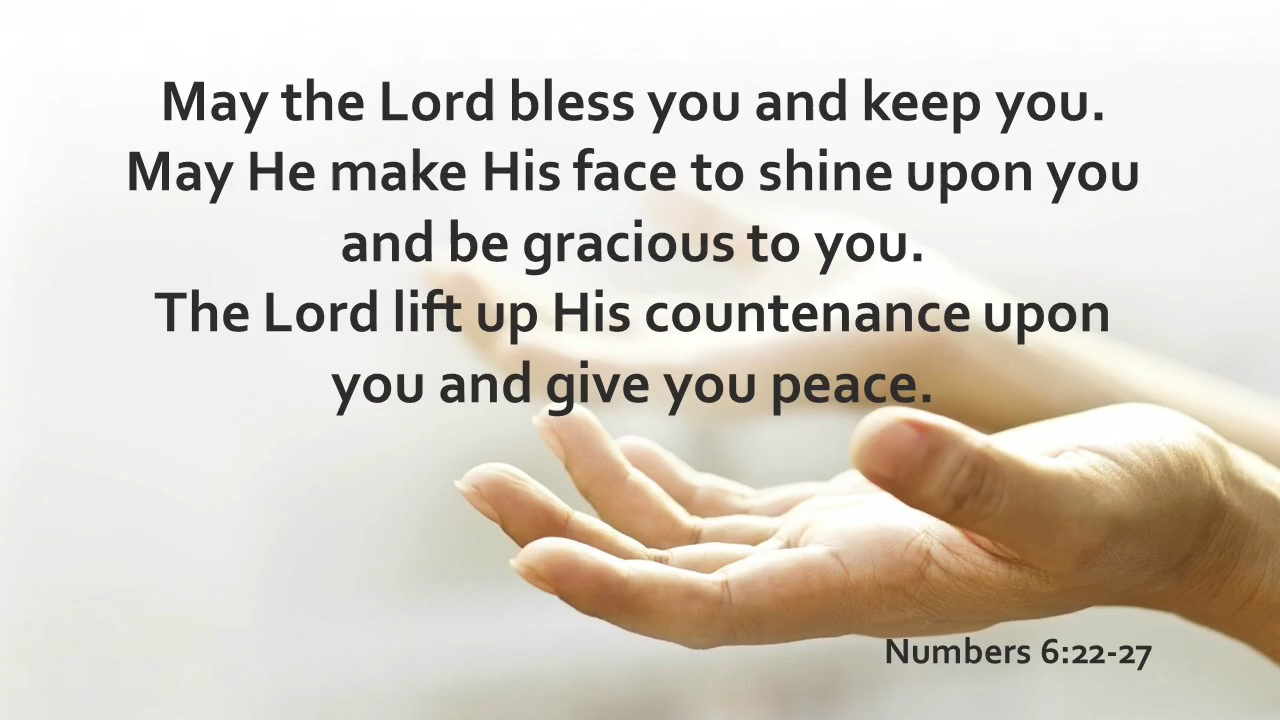 May the Lord bless you and keep you.
May He make His face to shine upon you
and be gracious to you.
The Lord lift up His countenance upon
you and give you peace.
Numbers 6:22-27